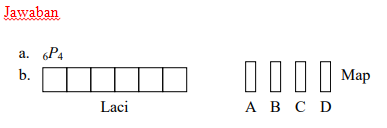 Jawaban
a. ₆P₄
b.
Map
Laci A B C D